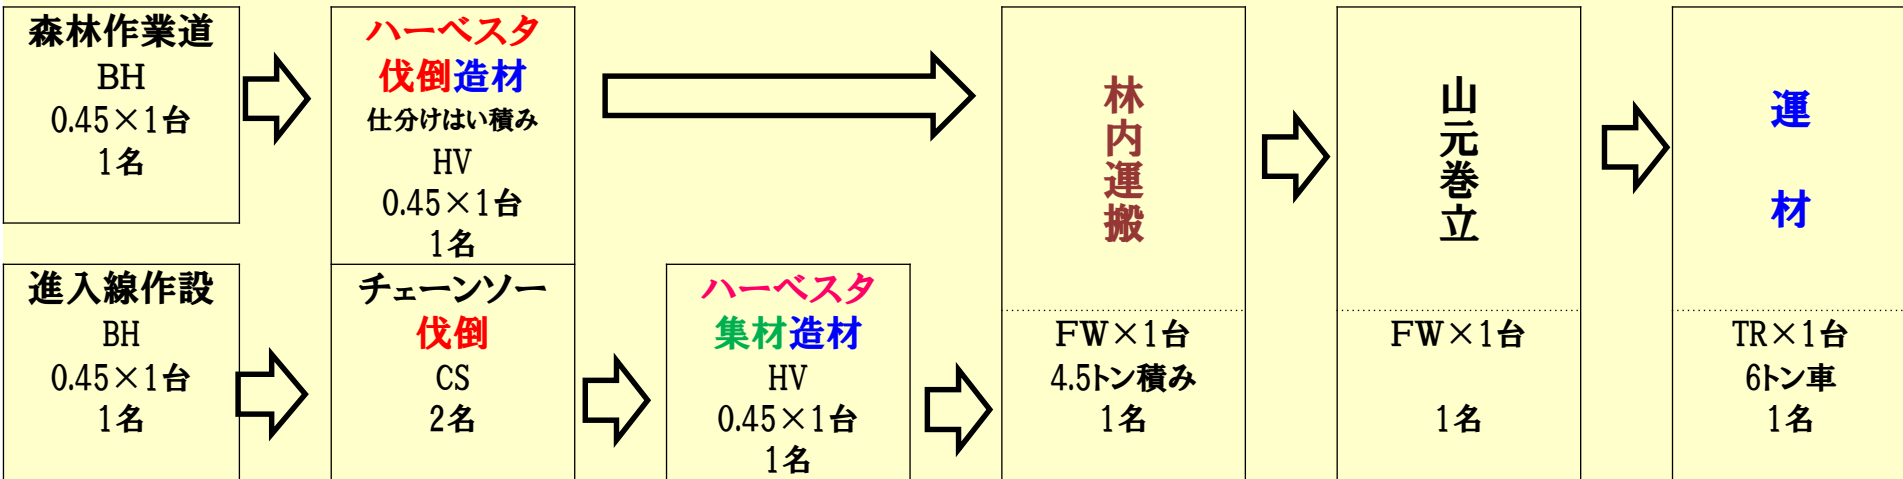 森林作業道
BH
0.45×1台
1名
ハーベスタ
伐倒造材
仕分けはい積み
HV
0.45×1台
1名
進入線作設
BH
0.45×1台
1名
チェーンソー
伐倒
CS
2名
ハーベスタ
集材造材
HV
0.45×1台
1名
林内運搬
FW×1台
4.5トン積み
1名
山元巻立
FW×1台
1名
運材
TR×1台
6トン車
1名